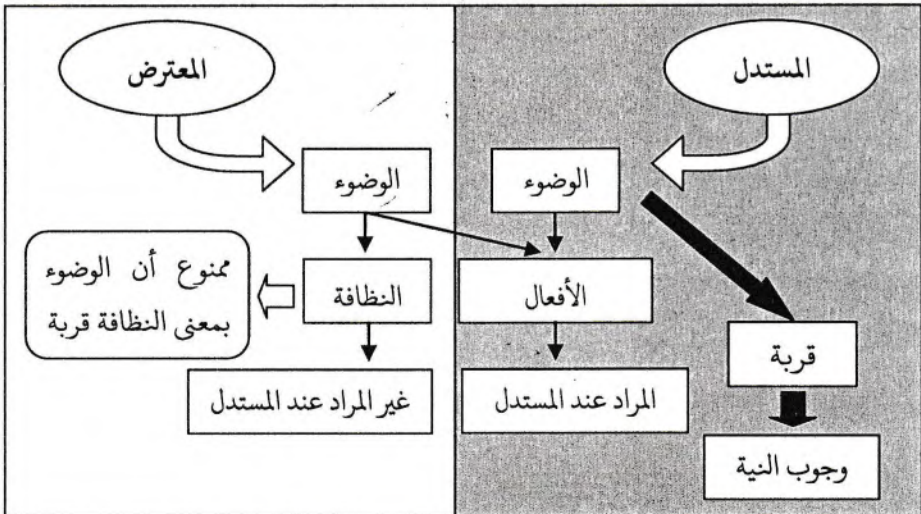 المستدل
الوضوء
الأفعال
المراد عند المستدل
قربة
وجوب النية
المعترض
الوضوء
النظافة
غير المراد عند المستدل
ممنوع أن الوضوء
بمعنى النظافة قربة